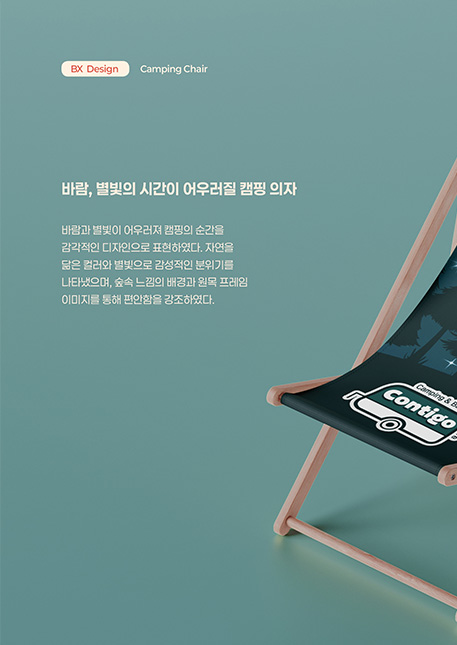 BX Design
Camping Chair
바람, 별빛의 시간이 어우러질 캠핑 의자
바람과 별빛이 어우러져 캠핑의 순간을
감각적인 디자인으로 표현하였다. 자연을
닮은 컬러와 별빛으로 감성적인 분위기를
나타냈으며, 숲속 느낌의 배경과 원목 프레임
이미지를 통해 편안함을 강조하였다.
Camping &
Contigo